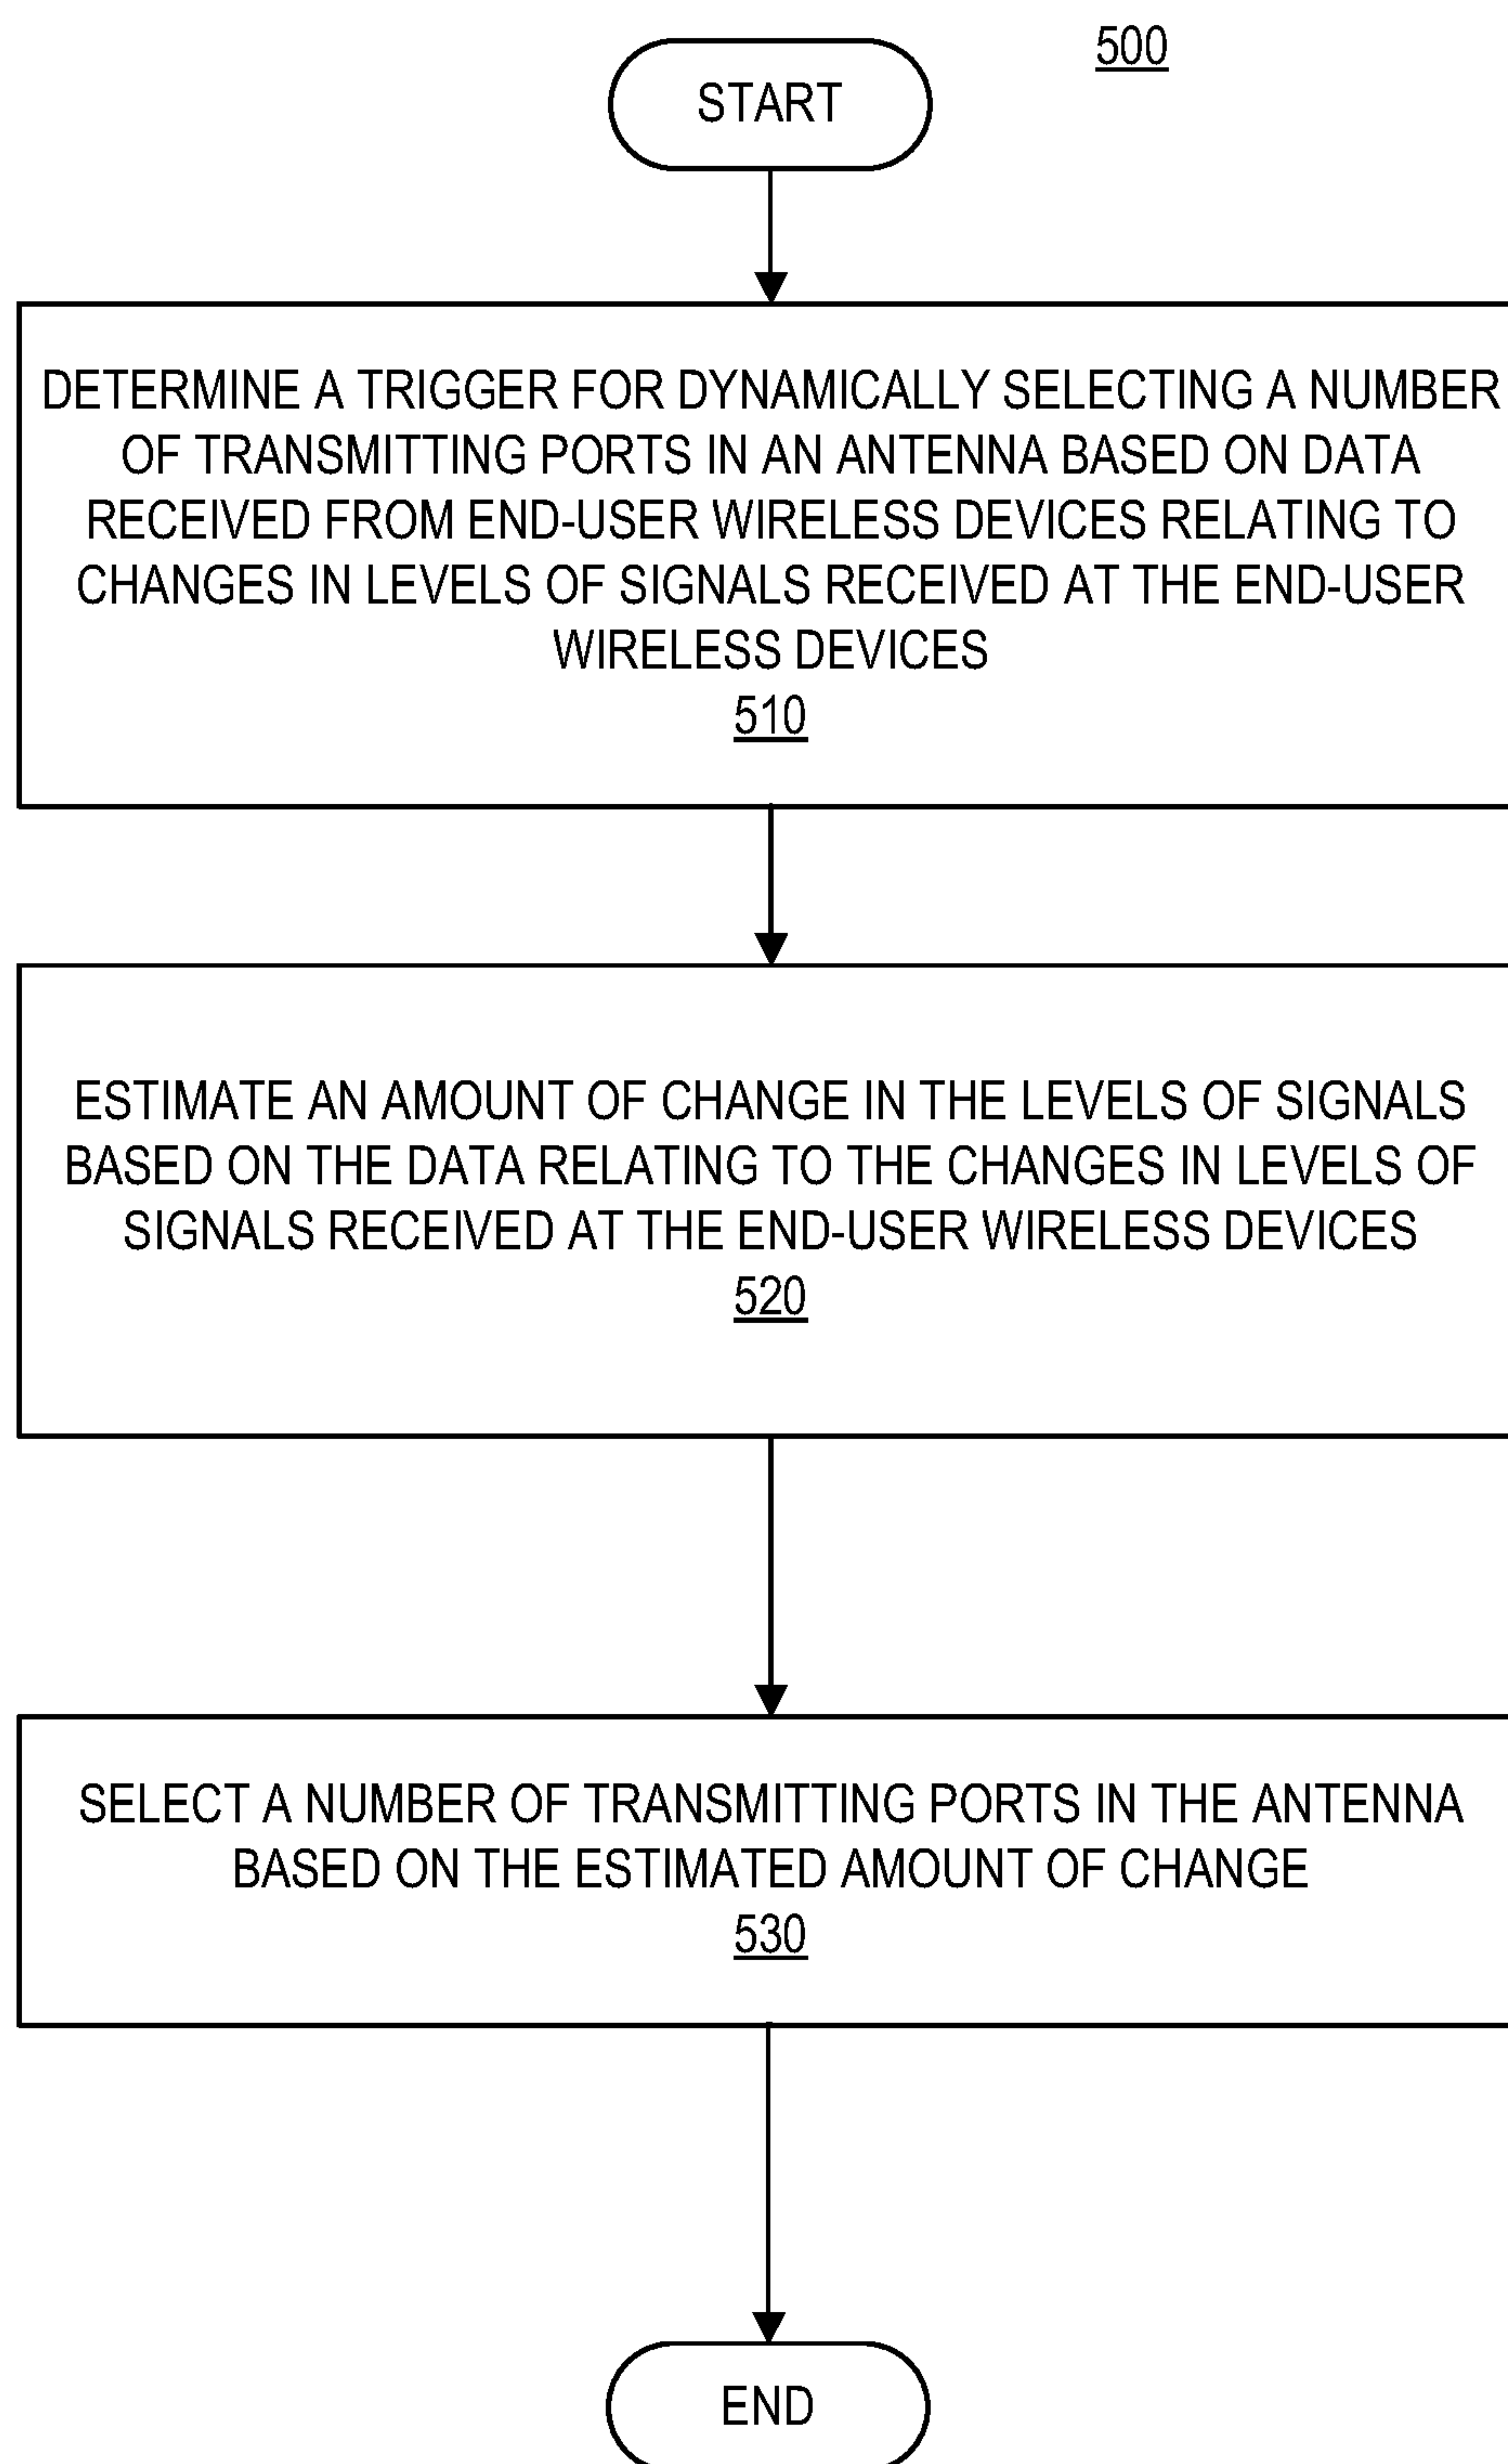 500
START
DETERMINE A TRIGGER FOR DYNAMICALLY SELECTING A NUMBER
OF TRANSMITTING PORTS IN AN ANTENNA BASED ON DATA
RECEIVED FROM END-USER WIRELESS DEVICES RELATING TO
CHANGES IN LEVELS OF SIGNALS RECEIVED AT THE END-USER
WIRELESS DEVICES
510
ESTIMATE AN AMOUNT OF CHANGE IN THE LEVELS OF SIGNALS
BASED ON THE DATA RELATING TO THE CHANGES IN LEVELS OF
SIGNALS RECEIVED AT THE END-USER WIRELESS DEVICES
520
SELECT A NUMBER OF TRANSMITTING PORTS IN THE ANTENNA
BASED ON THE ESTIMATED AMOUNT OF CHANGE
530
END